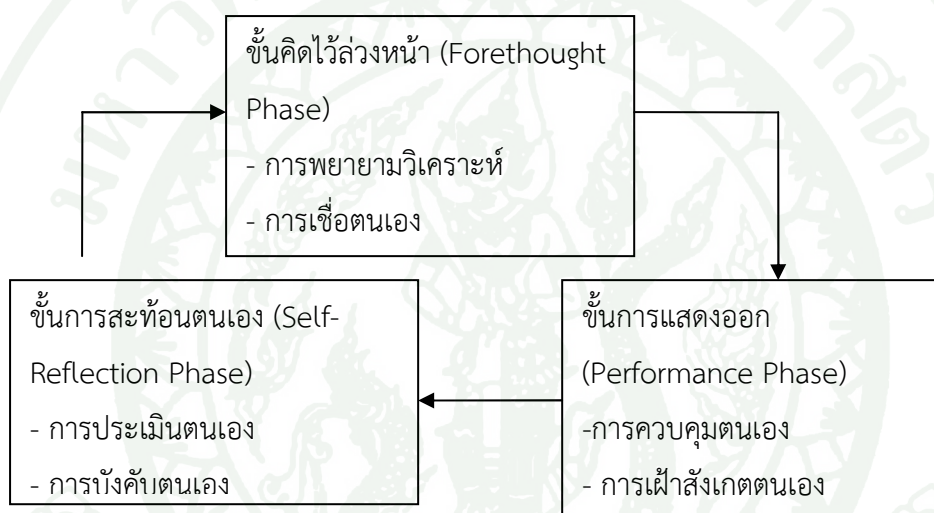 ขั้นคิดไว้ล่วงหน้า (Forethought
Phase)
- การพยายามวิเคราะห์
- การเชื่อตนเอง
ขั้นการสะท้อนตนเอง (Self-
Reflection Phase)
- การประเมินตนเอง
- การบังคับตนเอง
ขั้นการแสดงออก
(Performance Phase)
-การควบคุมตนเอง
- การเฝ้าสังเกตตนเอง